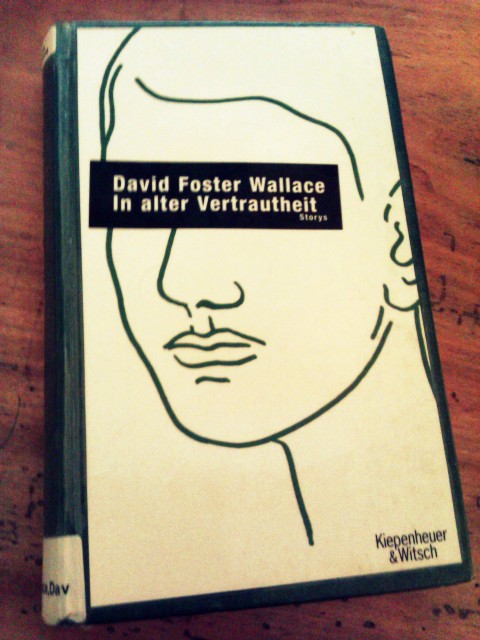 David Foster Wallace
In alter Vertrautheit
Storys
Kiepenheuer
& Witsch